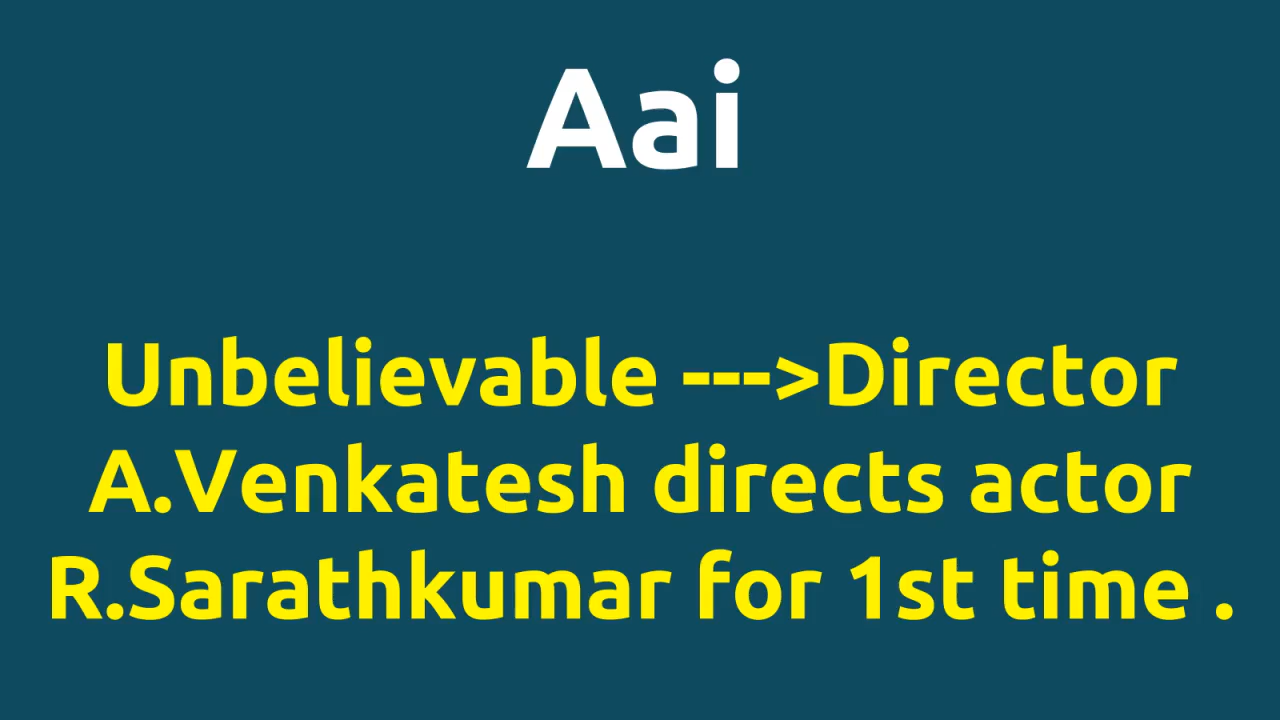 Aai
Unbelievable --->Director
A.Venkatesh directs actor
R.Sarathkumar for 1st time .